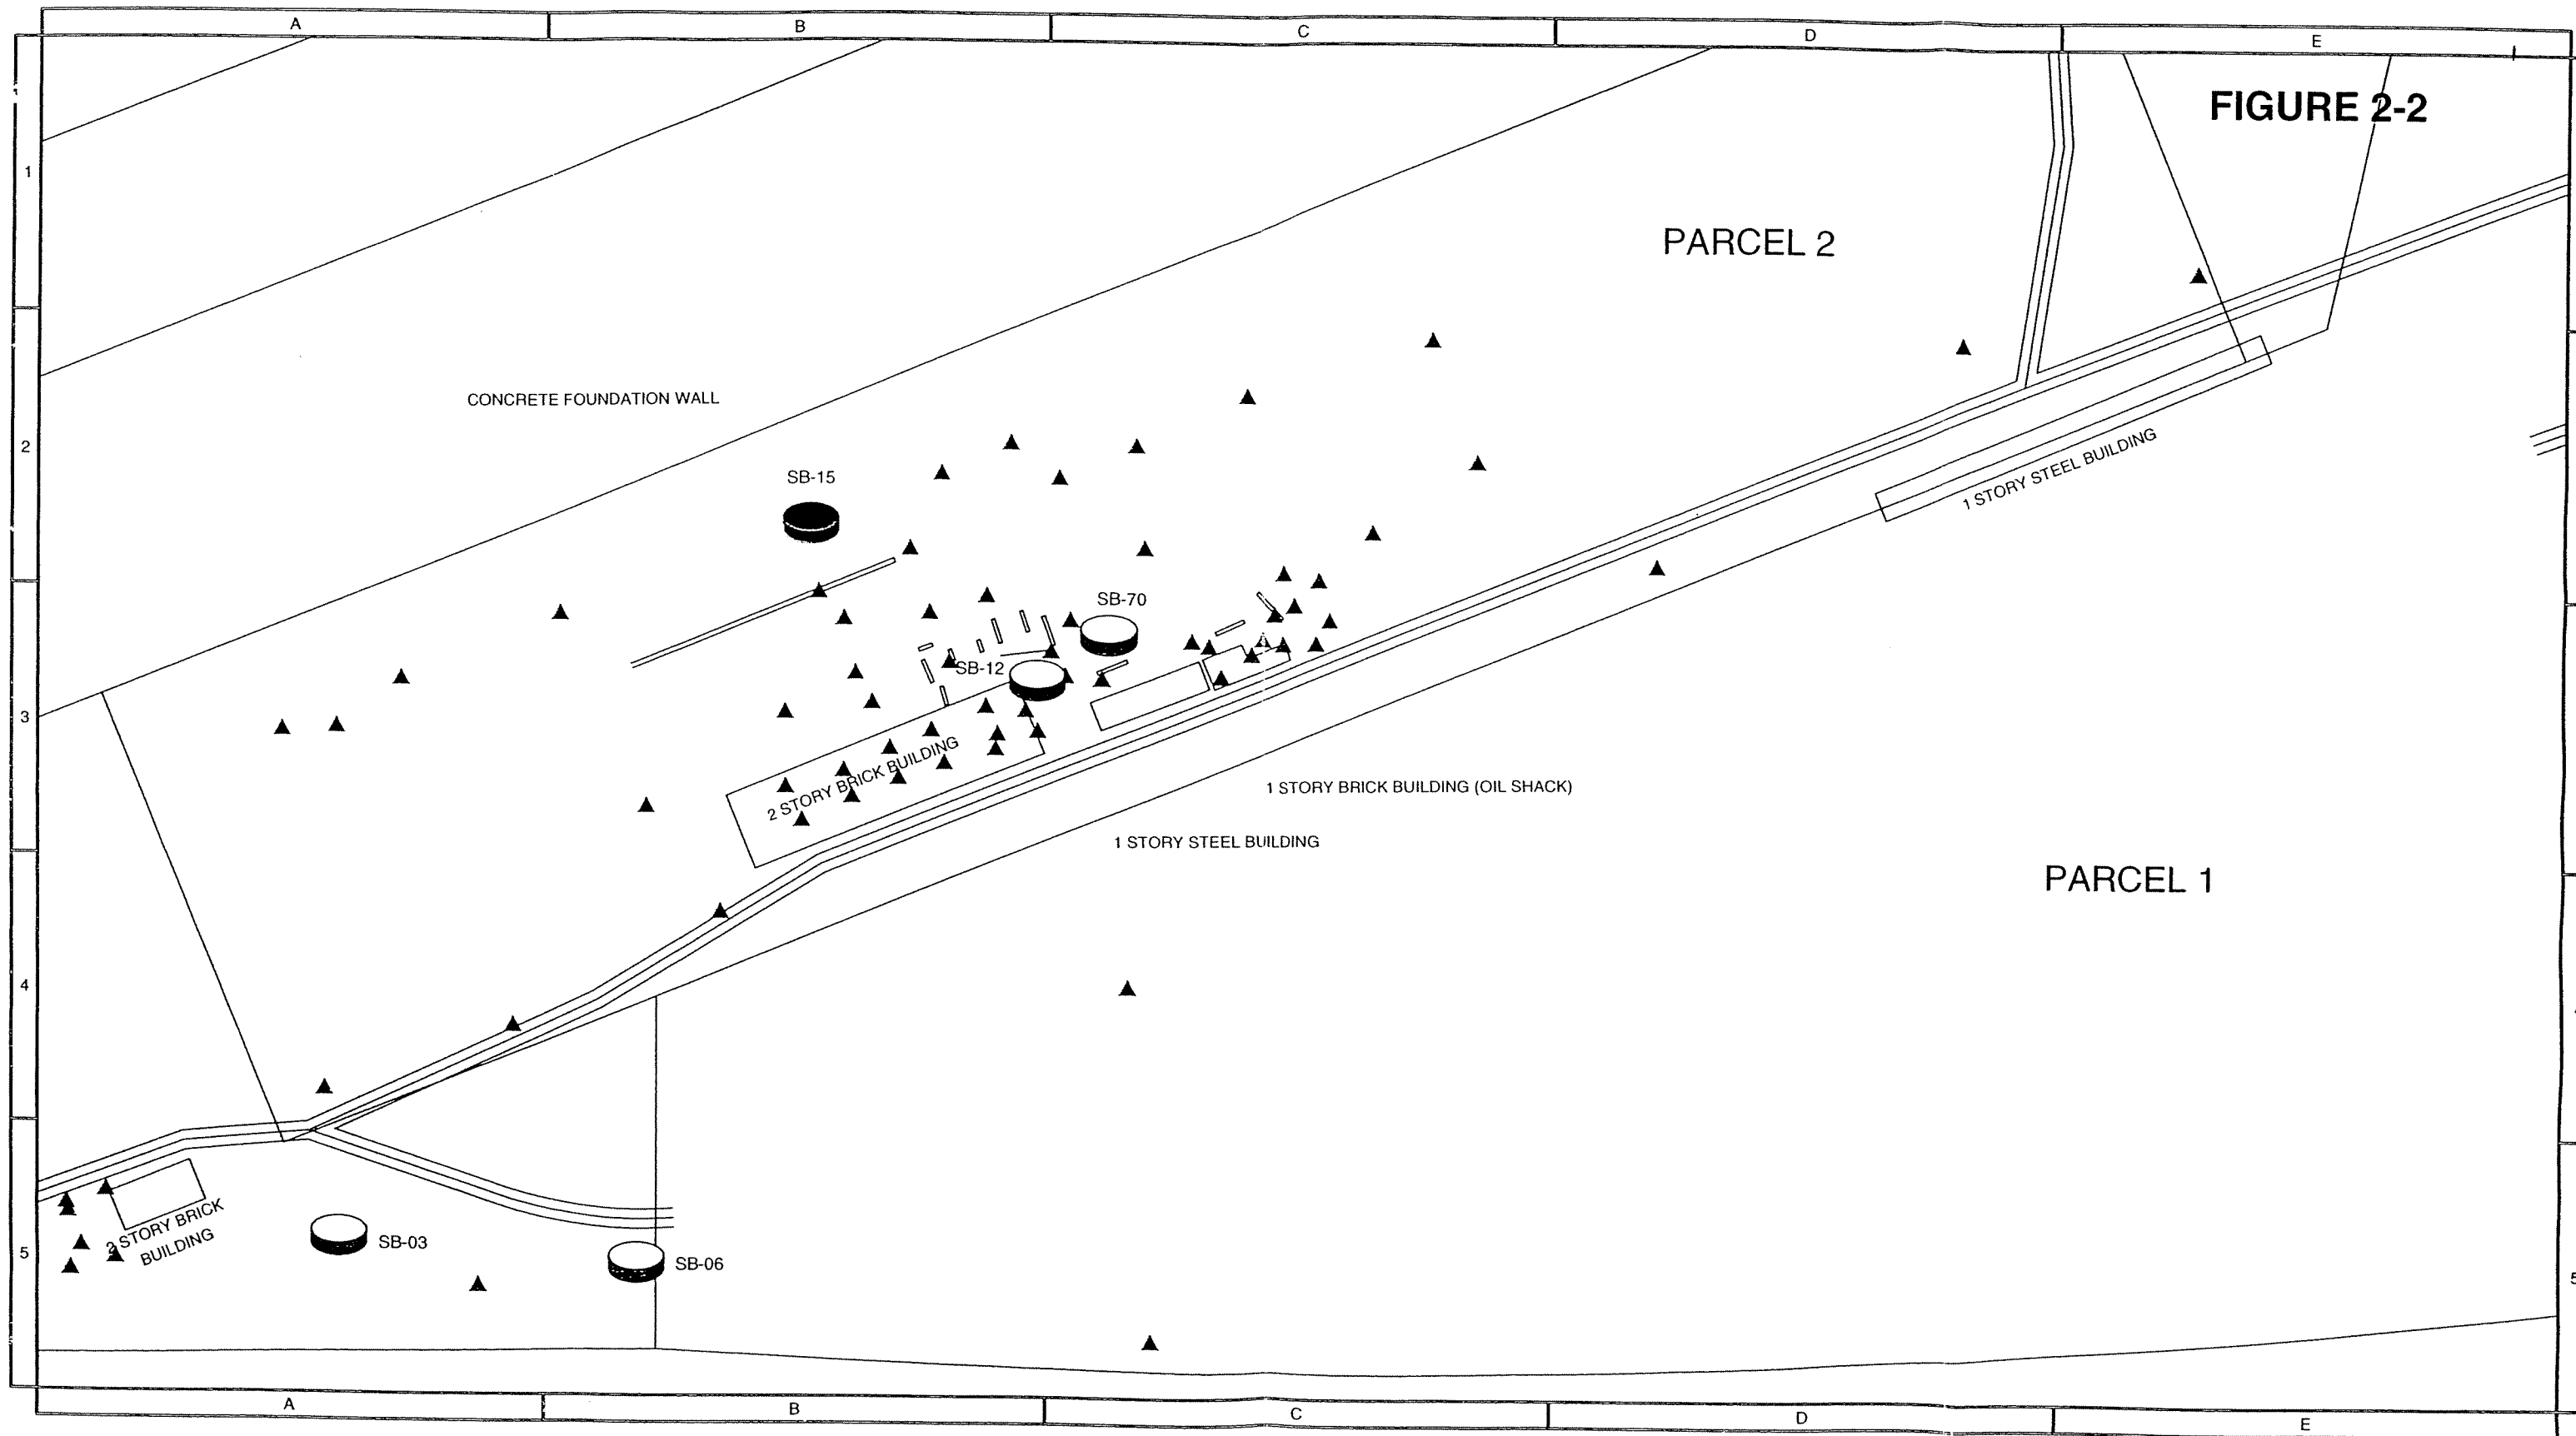 A B C D E
FIGURE 2-2
1
PARCEL 2
CONCRETE FOUNDATION WALL
2
1 STORY STEEL BUILDING
SB-15
SB-70
SB-12
3
2 STORY BRICK BUILDING
1 STORY BRICK BUILDING (OIL SHACK)
1 STORY STEEL BUILDING
PARCEL 1
4
2 STORY BRICK
BUILDING
SB-03
5
SB-06
5
A B C D E